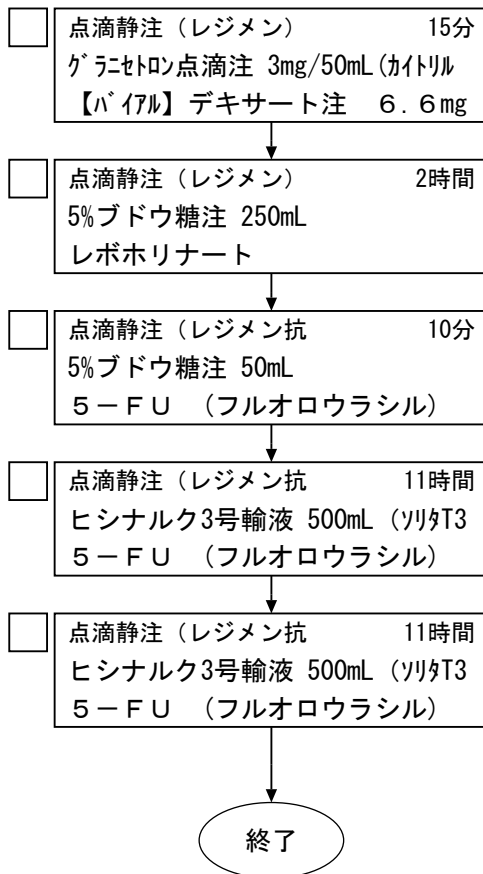 点滴静注（レジメン） 15分
グラニセトロン点滴注 3mg/50mL(カイトリル
【バイアル】デキサート注 ６.６mg
点滴静注（レジメン） 2時間
5%ブドウ糖注 250mL
レボホリナート
点滴静注（レジメン抗 10分
5%ブドウ糖注 50mL
５－ＦＵ （フルオロウラシル）
点滴静注（レジメン抗 11時間
ヒシナルク3号輸液 500mL（ソリタT3
５－ＦＵ （フルオロウラシル）
点滴静注（レジメン抗 11時間
ヒシナルク3号輸液 500mL（ソリタT3
５－ＦＵ （フルオロウラシル）
終了